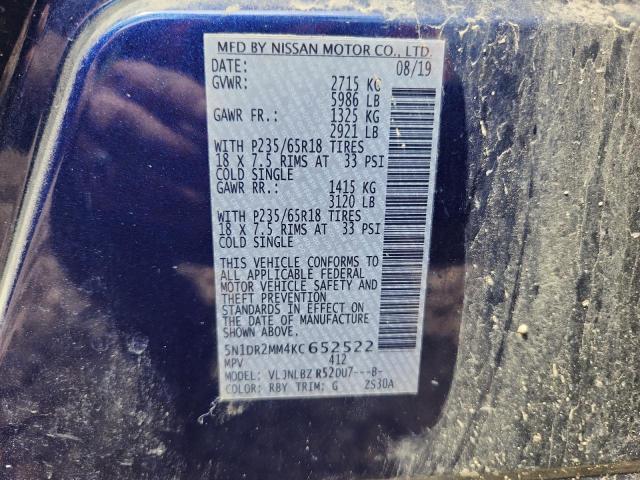 MFD BY NISSAN MOTOR CO., LTD.
DATE: 08/19
GVWR: 2715 KG
5986 LB
GAWR FR.: 1325 KG
2921 LB
WITH P235/65R18 TIRES
18 X 7.5 RIMS AT 33 PSI
COLD SINGLE
GAWR RR.: 1415 KG
3120 LB
WITH P235/65R18 TIRES
18 X 7.5 RIMS AT 33 PSI
COLD SINGLE
THIS VEHICLE CONFORMS TO
ALL APPLICABLE FEDERAL
MOTOR VEHICLE SAFETY AND
THEFT PREVENTION
STANDARDS IN EFFECT ON
THE DATE OF MANUFACTURE
SHOWN ABOVE.
5N1DR2MM4KC652522
MPV 412
MODEL: VLJNLBZ R520U7---B-
COLOR: RBY TRIM: G 2S30A